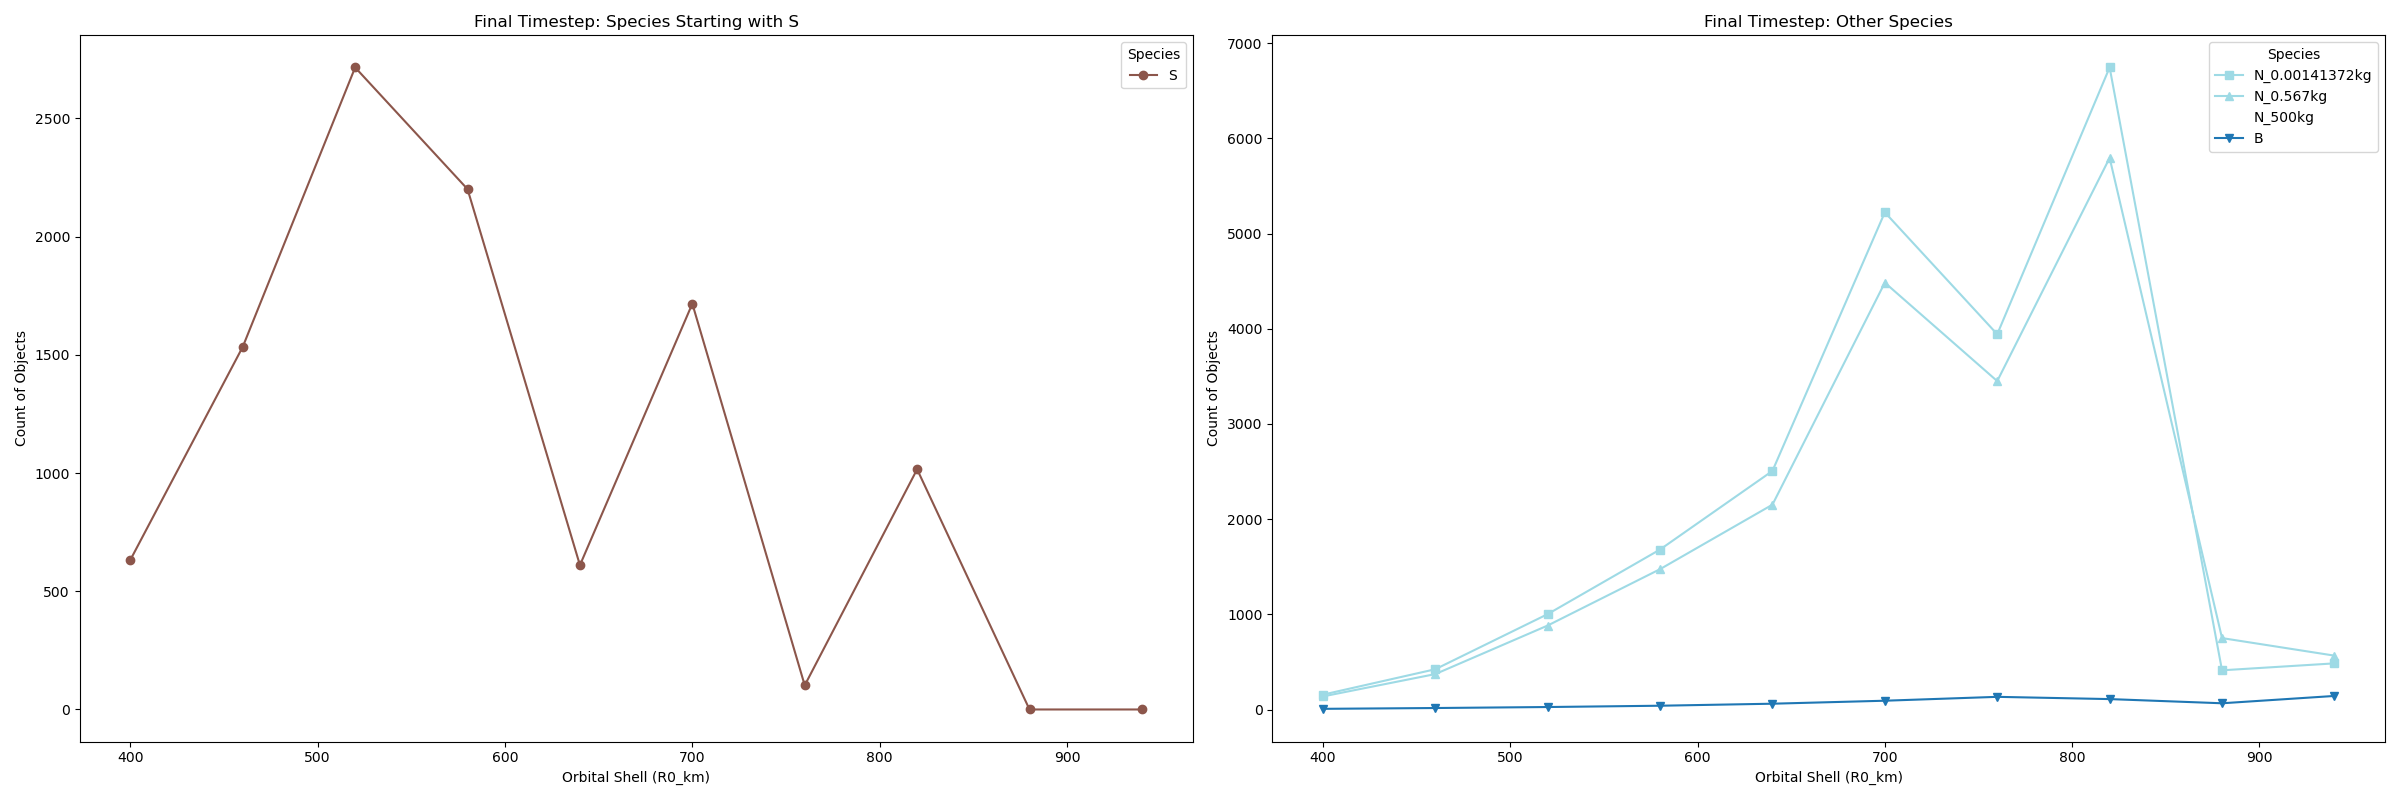 Final Timestep: Species Starting with S
Count of Objects
2500
2000
1500
1000
500
0
400
500
600
700
800
900
Orbital Shell (R0_km)
Species
S
Final Timestep: Other Species
Count of Objects
7000
6000
5000
4000
3000
2000
1000
0
400
500
600
700
800
900
Orbital Shell (R0_km)
Species
N_0.00141372kg
N_0.567kg
N_500kg
B